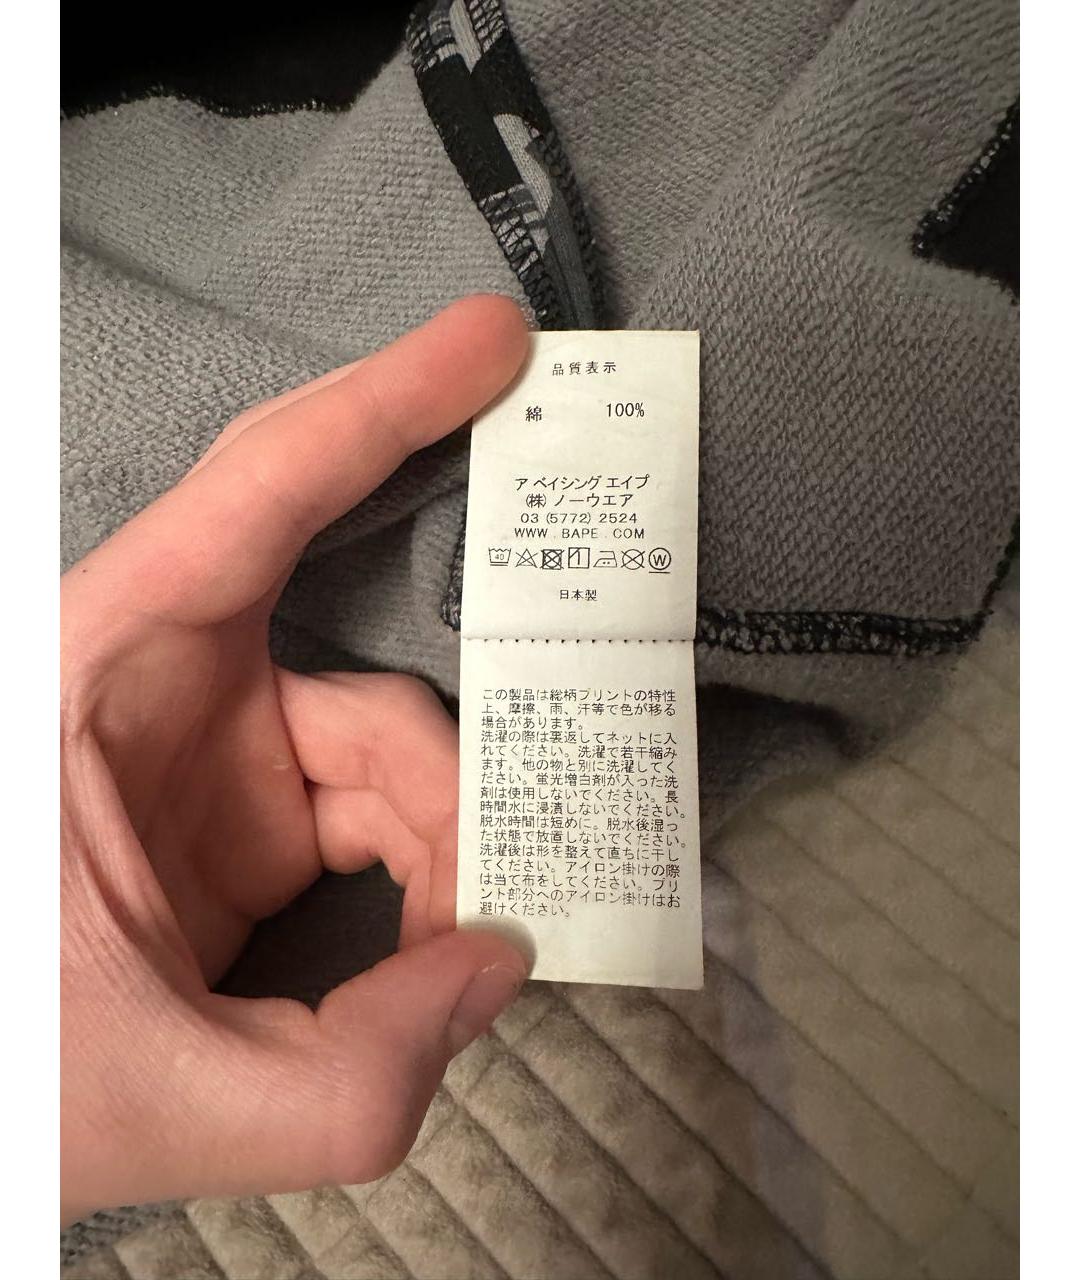 品質表示
綿 100%
ア ベイシング エイプ
㈱ ノーウエア
03 (5772) 2524
WWW . BAPE . COM
40 W
日本製
この製品は総柄プリントの特性
上、摩擦、雨、汗等で色が移る
場合があります。
洗濯の際は裏返してネットに入
れてください。洗濯で若干縮み
ます。他の物と別に洗濯してく
ださい。蛍光増白剤が入った洗
剤は使用しないでください。長
時間水に浸漬しないでください。
脱水時間は短めに。脱水後湿っ
た状態で放置しないでください。
洗濯後は形を整えて直ちに干し
てください。アイロン掛けの際
は当て布をしてください。プリ
ント部分へのアイロン掛けはお
避けください。